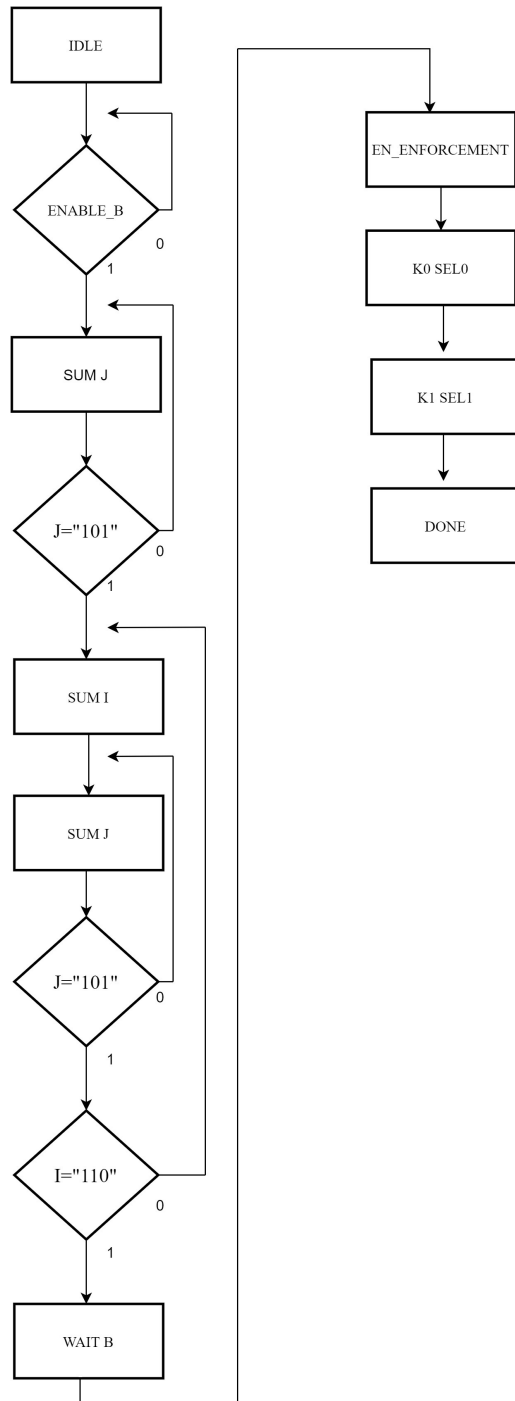 IDLE
ENABLE_B
0
1
SUM J
J="101"
0
1
SUM I
SUM J
J="101"
0
1
I="110"
0
1
WAIT B
EN_ENFORCEMENT
K0 SEL0
K1 SEL1
DONE